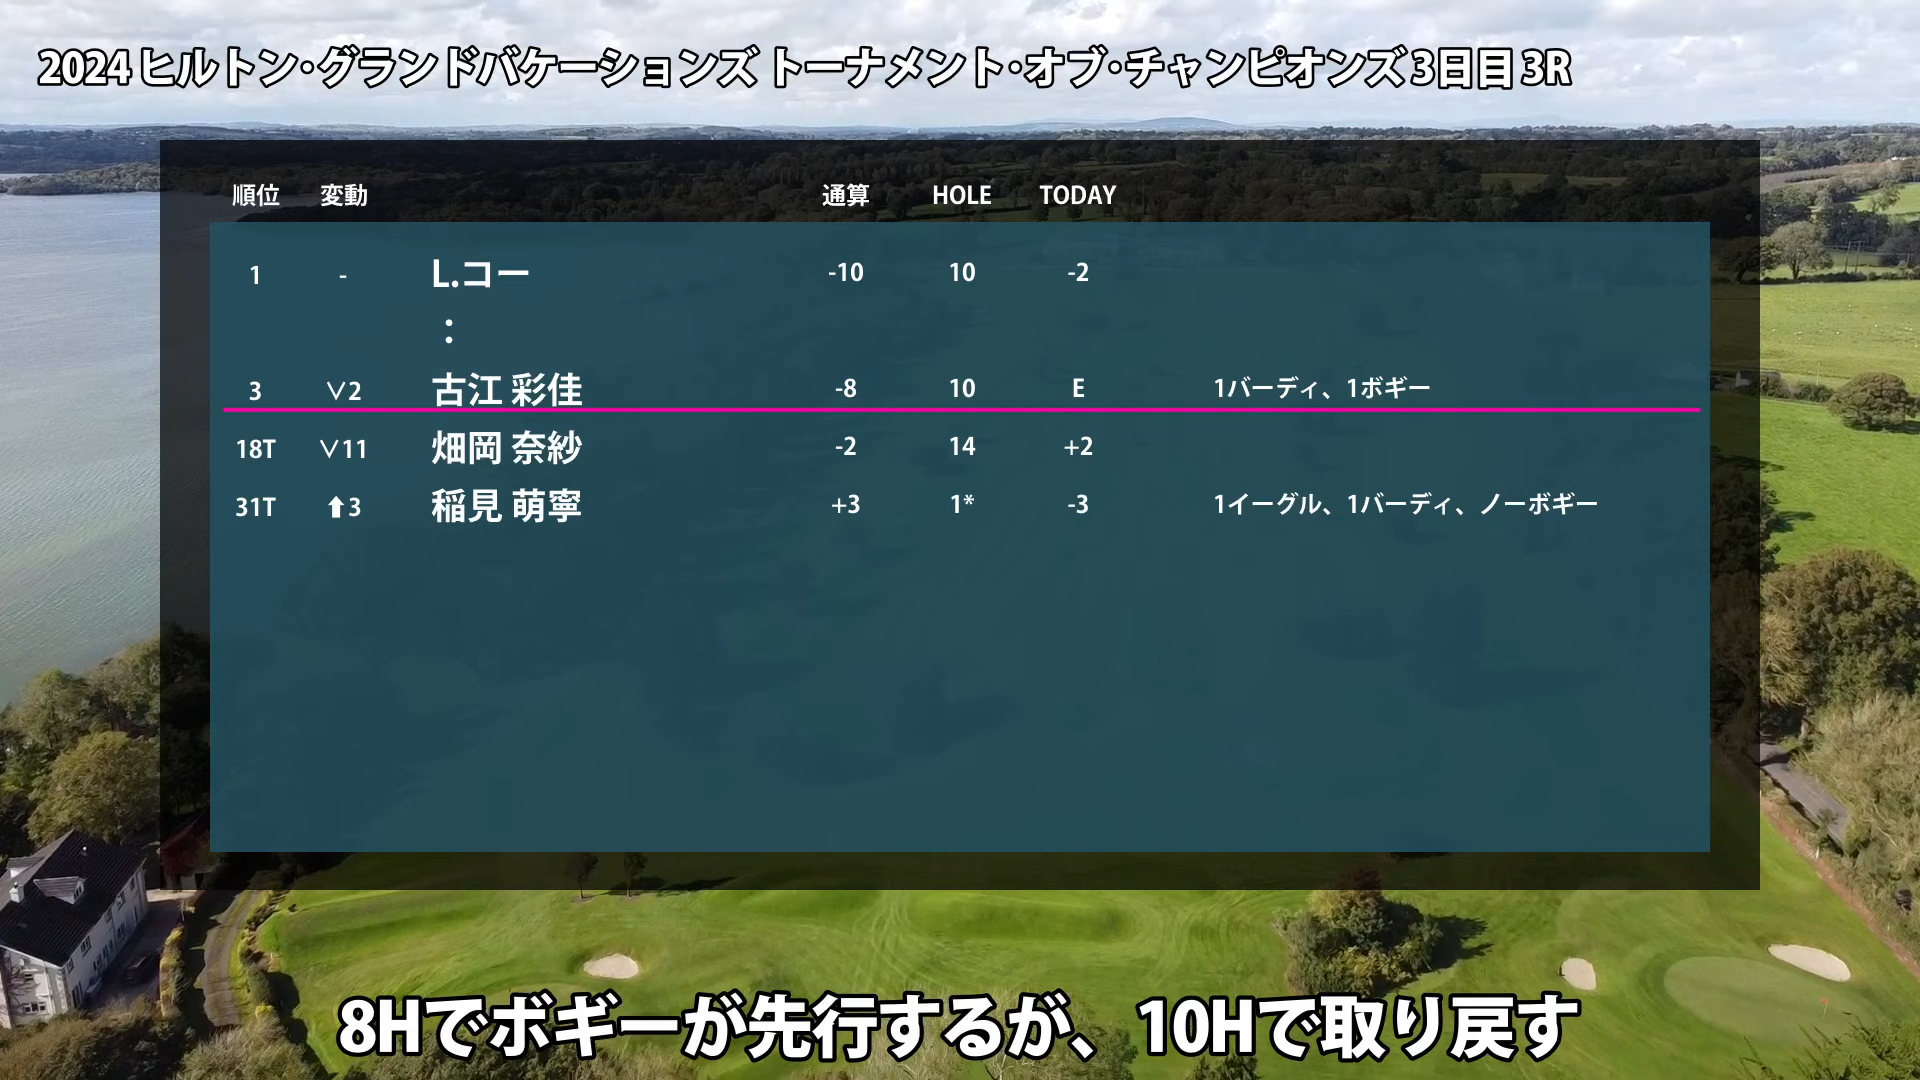 2024 ヒルトン・グランドバケーションズ トーナメント・オブ・チャンピオンズ 3日目 3R
順位 変動 通算 HOLE TODAY
1 - L.コー -10 10 -2
：
3 ∨2 古江 彩佳 -8 10 E 1バーディ、1ボギー
18T ∨11 畑岡 奈紗 -2 14 +2
31T ⬆3 稲見 萌寧 +3 1* -3 1イーグル、1バーディ、ノーボギー
8Hでボギーが先行するが、10Hで取り戻す